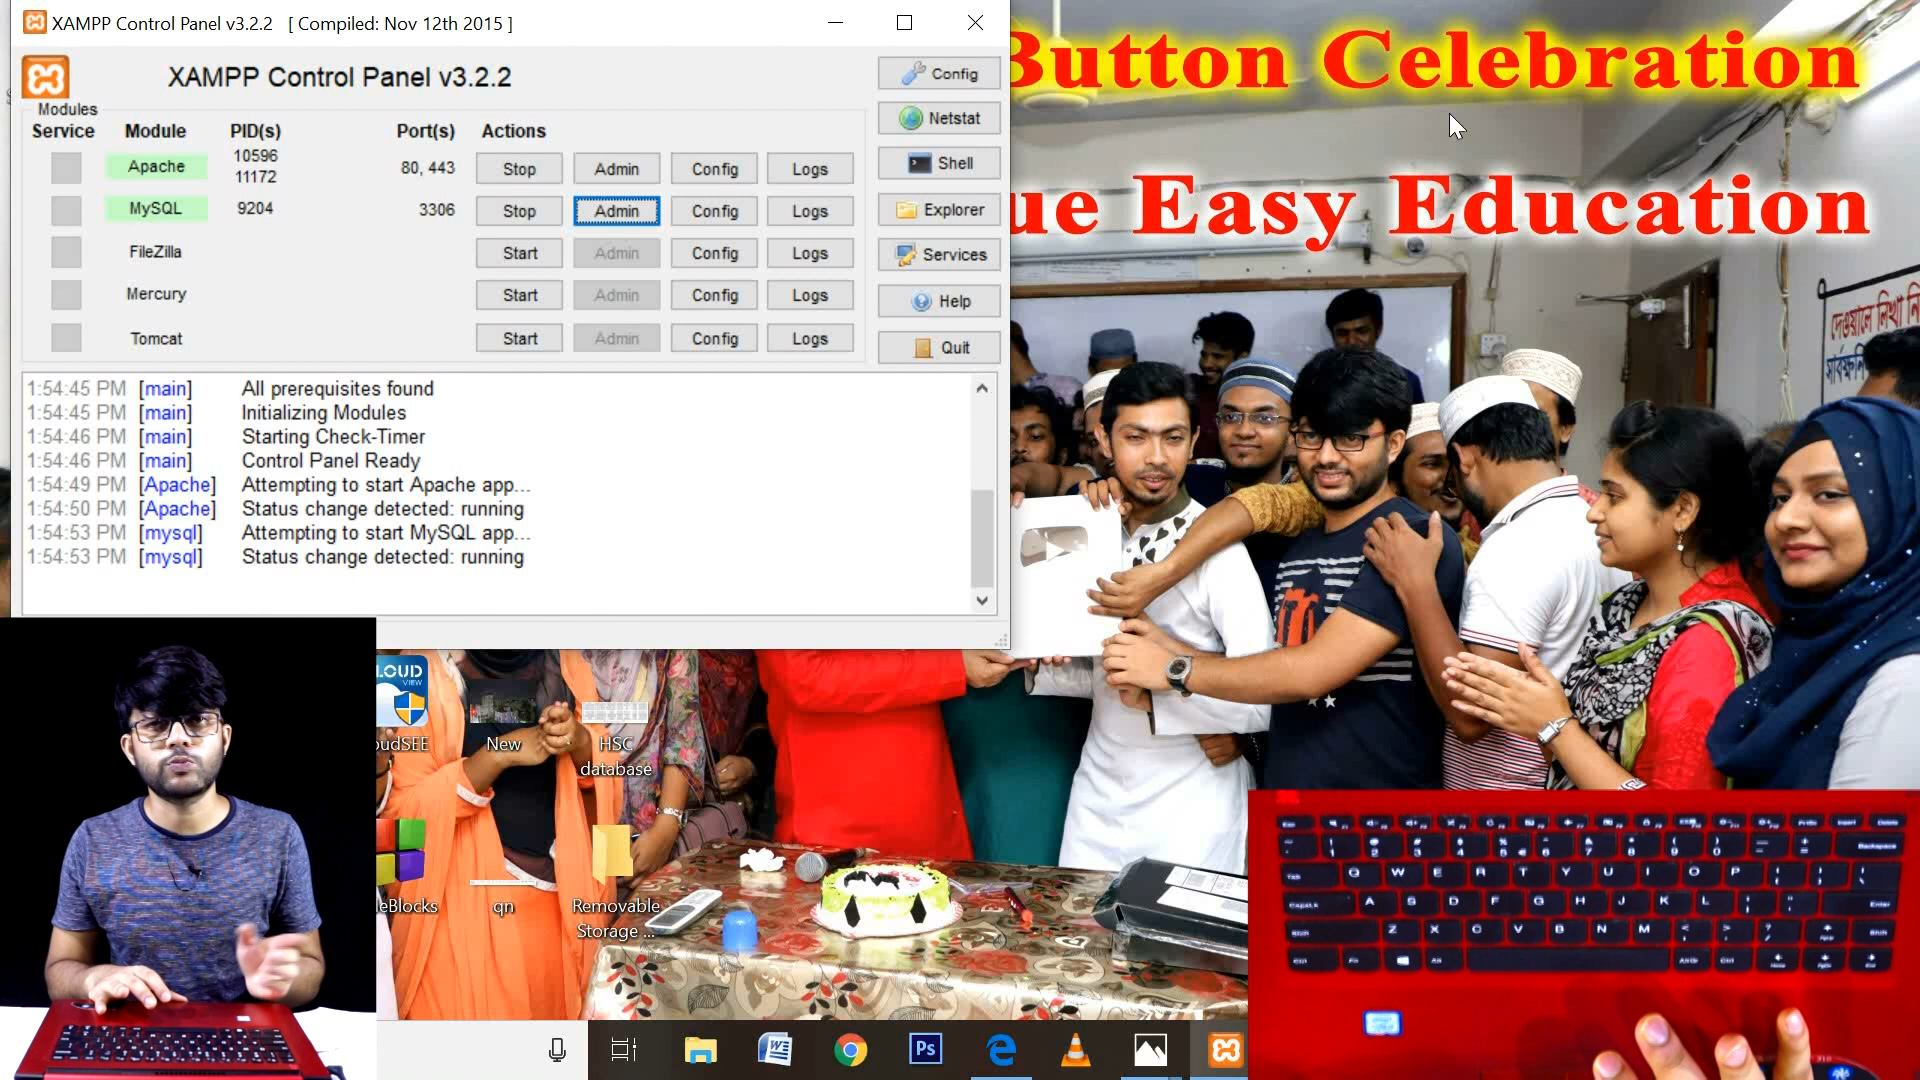 XAMPP Control Panel v3.2.2 [ Compiled: Nov 12th 2015 ]
XAMPP Control Panel v3.2.2
Modules
Service Module PID(s) Port(s) Actions
Apache 10596 11172 80, 443 Stop Admin Config Logs
MySQL 9204 3306 Stop Admin Config Logs
FileZilla Start Admin Config Logs
Mercury Start Admin Config Logs
Tomcat Start Admin Config Logs
Config
Netstat
Shell
Explorer
Services
Help
Quit
1:54:45 PM [main] All prerequisites found
1:54:45 PM [main] Initializing Modules
1:54:46 PM [main] Starting Check-Timer
1:54:46 PM [main] Control Panel Ready
1:54:49 PM [Apache] Attempting to start Apache app...
1:54:50 PM [Apache] Status change detected: running
1:54:53 PM [mysql] Attempting to start MySQL app...
1:54:53 PM [mysql] Status change detected: running
Button Celebration
ue Easy Education
দেওয়ালে লিখা নি
LOUD
VIEW
oudSEE
New
HSC
database
eBlocks
qn
Removable
Storage ...
Ps
Q W E R T Y U I O P
A S D F G H J K L
Z X C V B N M